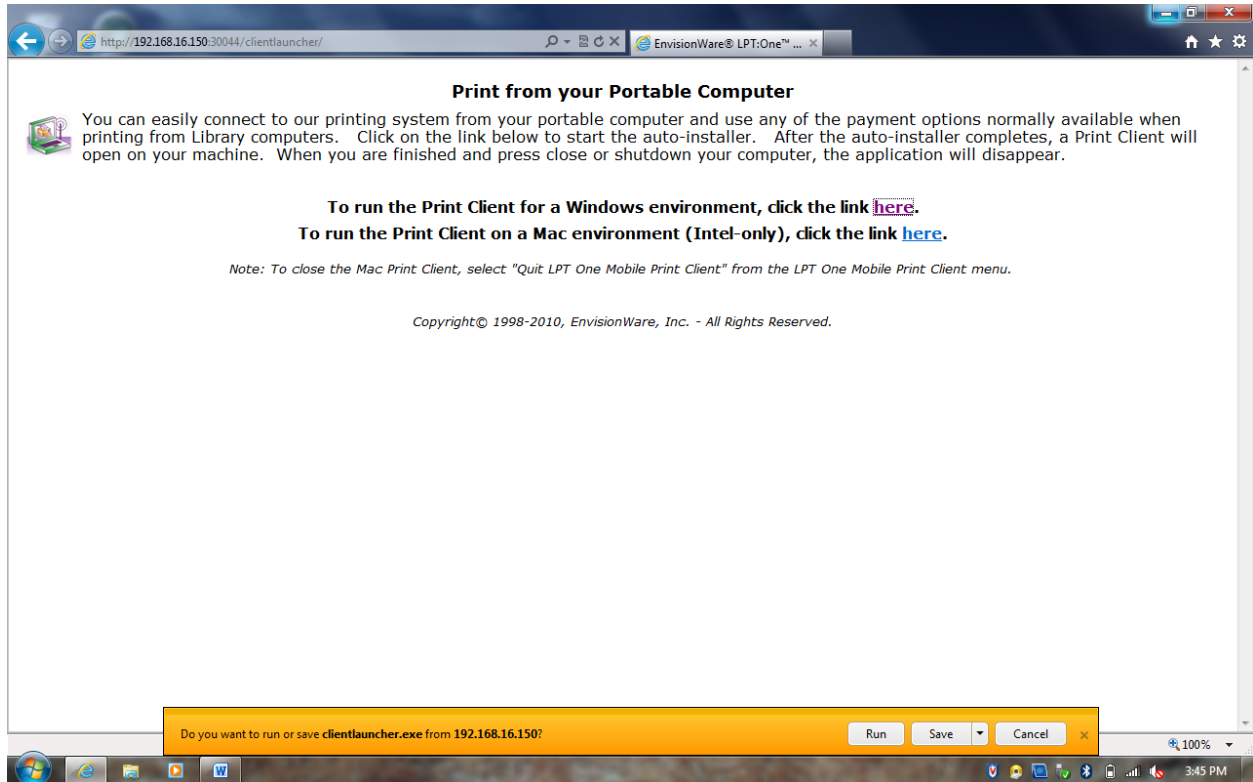 http://192.168.16.150:30044/clientlauncher/
EnvisionWare® LPT:One™ ...
Print from your Portable Computer
You can easily connect to our printing system from your portable computer and use any of the payment options normally available when
printing from Library computers. Click on the link below to start the auto-installer. After the auto-installer completes, a Print Client will
open on your machine. When you are finished and press close or shutdown your computer, the application will disappear.
To run the Print Client for a Windows environment, click the link here.
To run the Print Client on a Mac environment (Intel-only), click the link here.
Note: To close the Mac Print Client, select "Quit LPT One Mobile Print Client" from the LPT One Mobile Print Client menu.
Copyright© 1998-2010, EnvisionWare, Inc. - All Rights Reserved.
Do you want to run or save clientlauncher.exe from 192.168.16.150?
Run
Save
Cancel
100%
3:45 PM